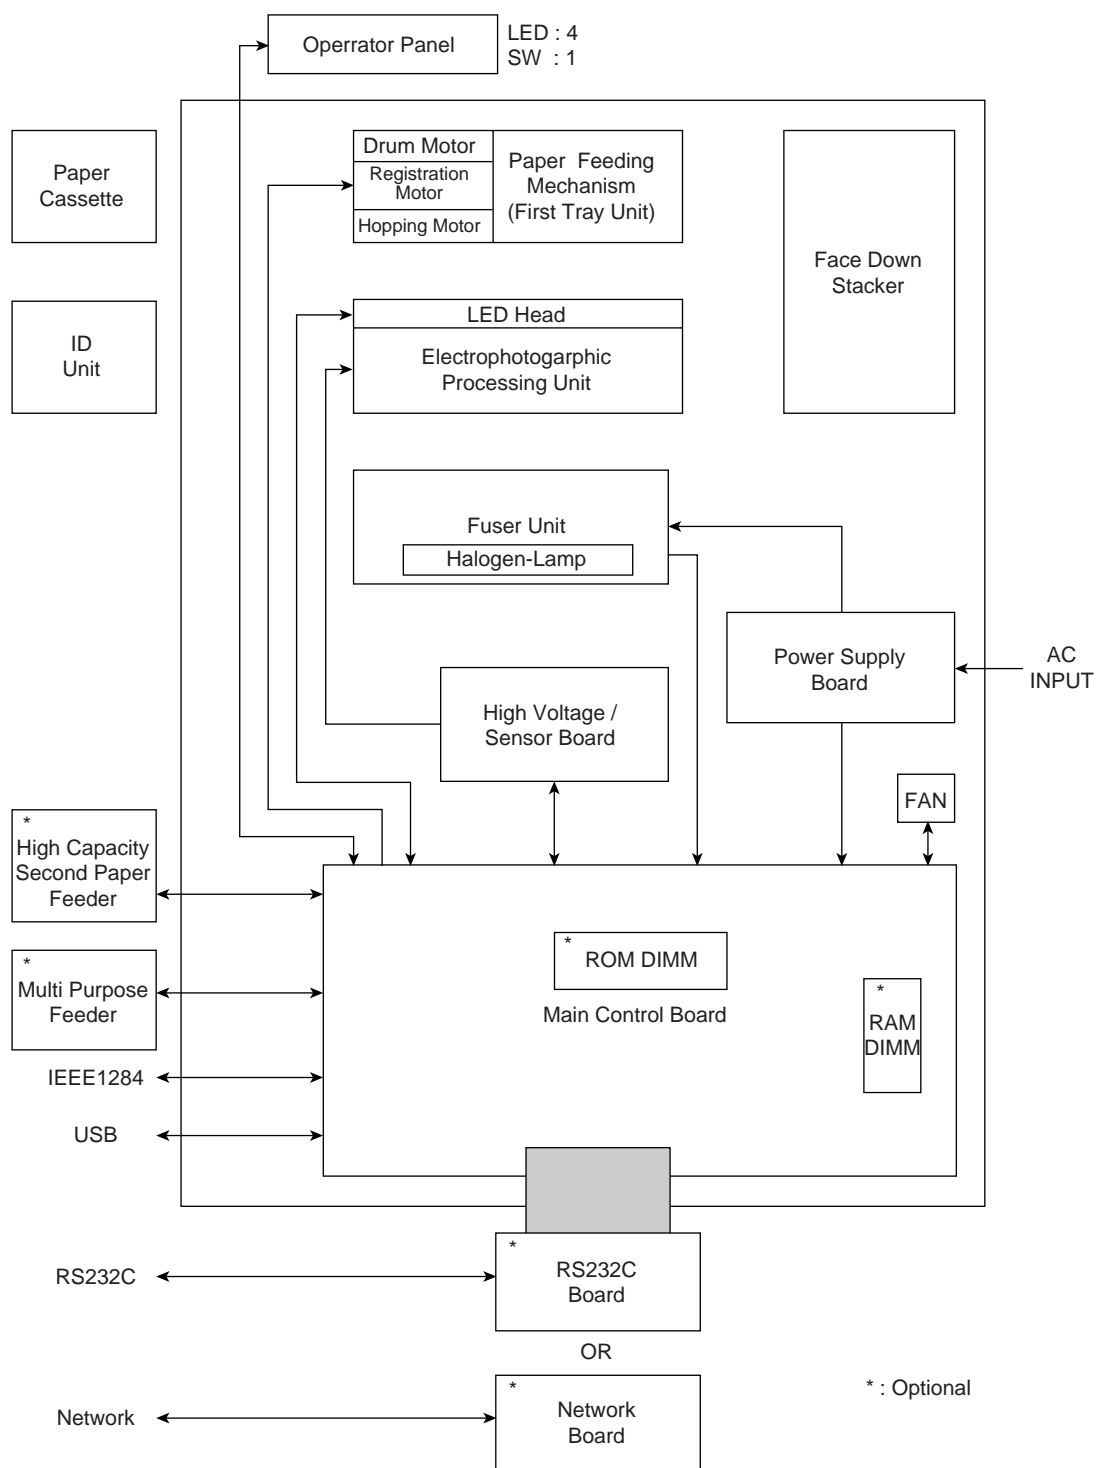 Operrator Panel
LED : 4
SW : 1
Paper
Cassette
Drum Motor
Registration
Motor
Hopping Motor
Paper Feeding
Mechanism
(First Tray Unit)
Face Down
Stacker
ID
Unit
LED Head
Electrophotogarphic
Processing Unit
Fuser Unit
Halogen-Lamp
Power Supply
Board
AC
INPUT
High Voltage /
Sensor Board
FAN
*
High Capacity
Second Paper
Feeder
*
Multi Purpose
Feeder
*
ROM DIMM
Main Control Board
*
RAM
DIMM
IEEE1284
USB
RS232C
*
RS232C
Board
OR
* : Optional
Network
*
Network
Board